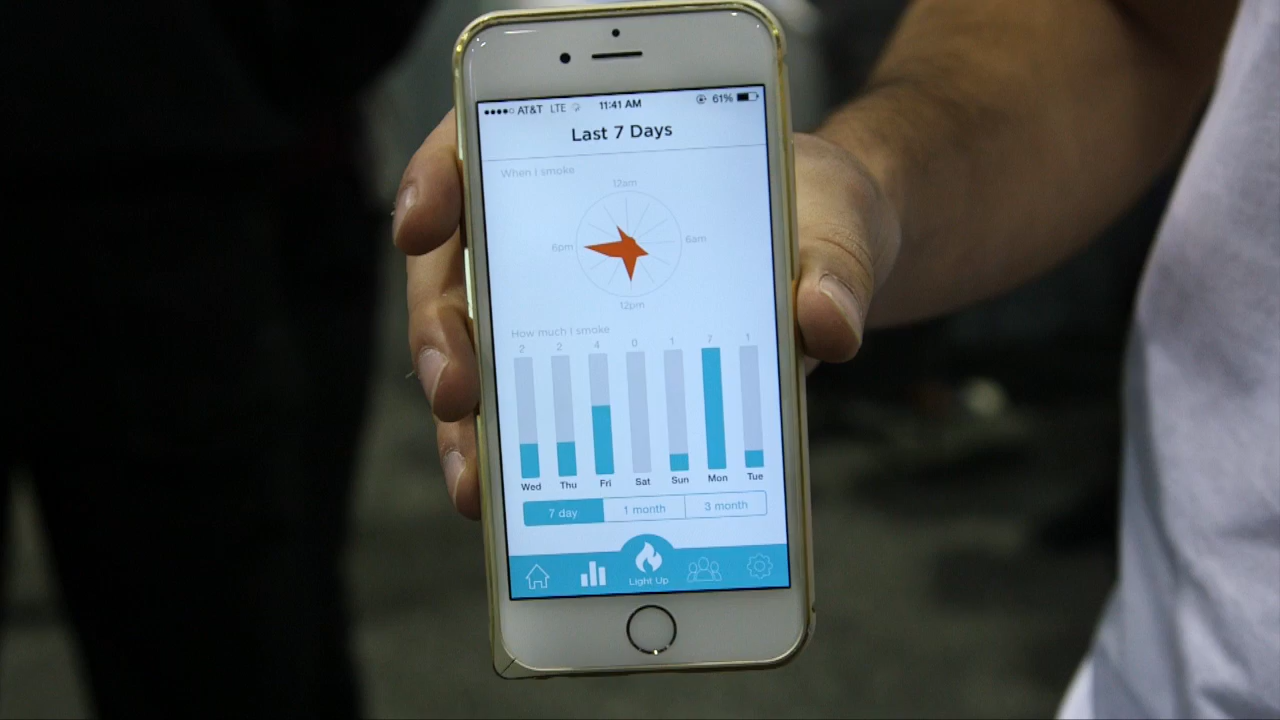 AT&T LTE 11:41 AM 61%
Last 7 Days
When I smoke
12am
6pm 6am
12pm
How much I smoke
2 2 4 0 1 7 1
Wed Thu Fri Sat Sun Mon Tue
7 day 1 month 3 month
Light Up